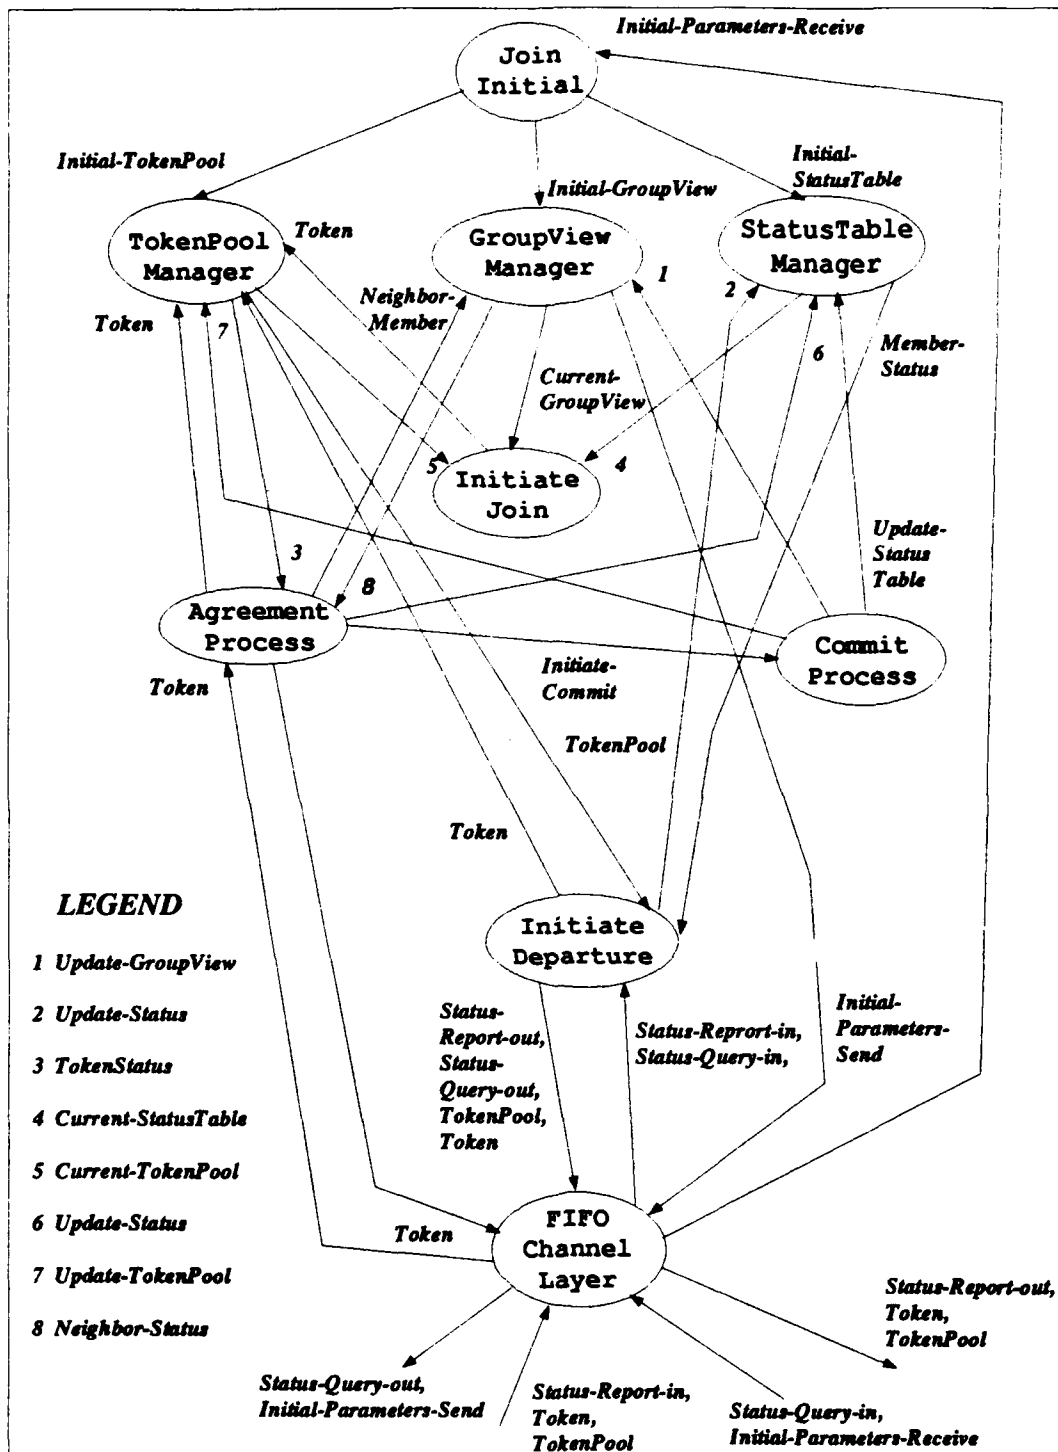 Initial-Parameters-Receive
Join
Initial
Initial-TokenPool
Initial-
StatusTable
Initial-GroupView
TokenPool
Manager
Token
GroupView
Manager
StatusTable
Manager
1
2
Neighbor-
Member
Token
7
6
Member-
Status
Current-
GroupView
5
4
Initiate
Join
3
8
Update-
Status
Table
Agreement
Process
Commit
Process
Token
Initiate-
Commit
TokenPool
Token
LEGEND
1 Update-GroupView
2 Update-Status
3 TokenStatus
4 Current-StatusTable
5 Current-TokenPool
6 Update-Status
7 Update-TokenPool
8 Neighbor-Status
Initiate
Departure
Status-
Report-out,
Status-
Query-out,
TokenPool,
Token
Status-Reprort-in,
Status-Query-in,
Initial-
Parameters-
Send
Token
FIFO
Channel
Layer
Status-Report-out,
Token,
TokenPool
Status-Query-out,
Initial-Parameters-Send
Status-Report-in,
Token,
TokenPool
Status-Query-in,
Initial-Parameters-Receive